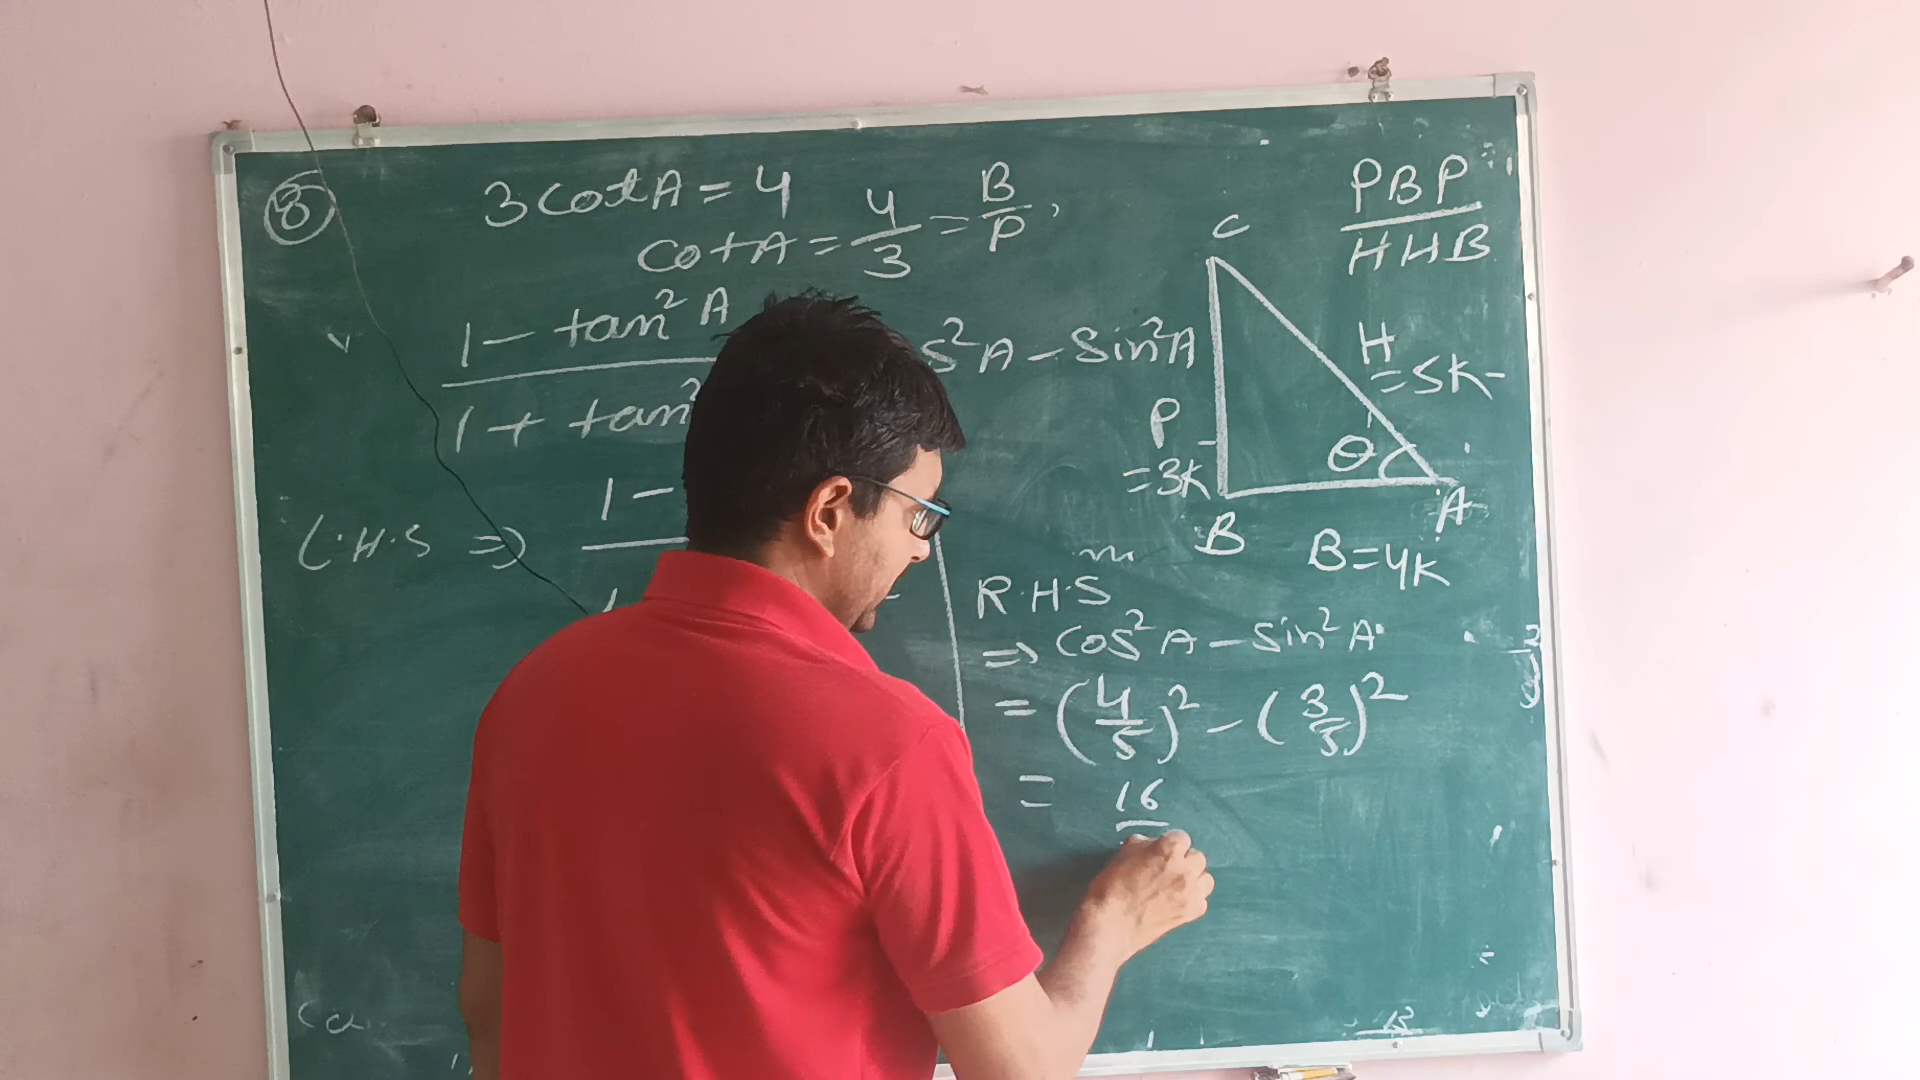 8
3cotA = 4
cotA = 4/3 = B/P,
1 - tan²A
1 + tan²
s²A - Sin²A
L.H.S ⇒
1 -
PBP
HHB
C
H
= 5K
P
= 3K
θ
A
B
B = 4K
R.H.S
⇒ Cos²A - Sin²A
= (4/5)² - (3/5)²
= 16